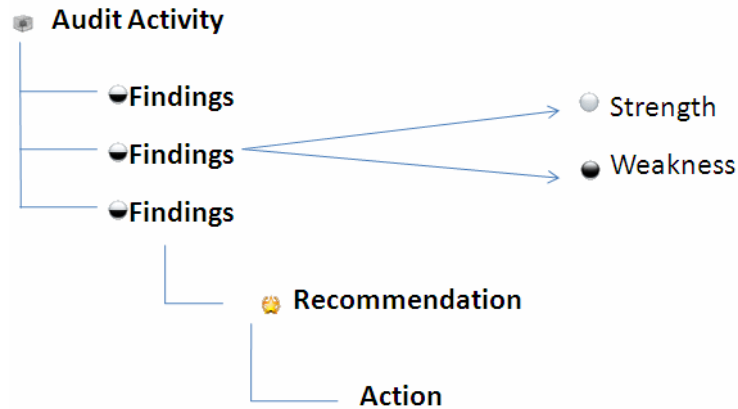 Audit Activity
Findings
Strength
Findings
Weakness
Findings
Recommendation
Action